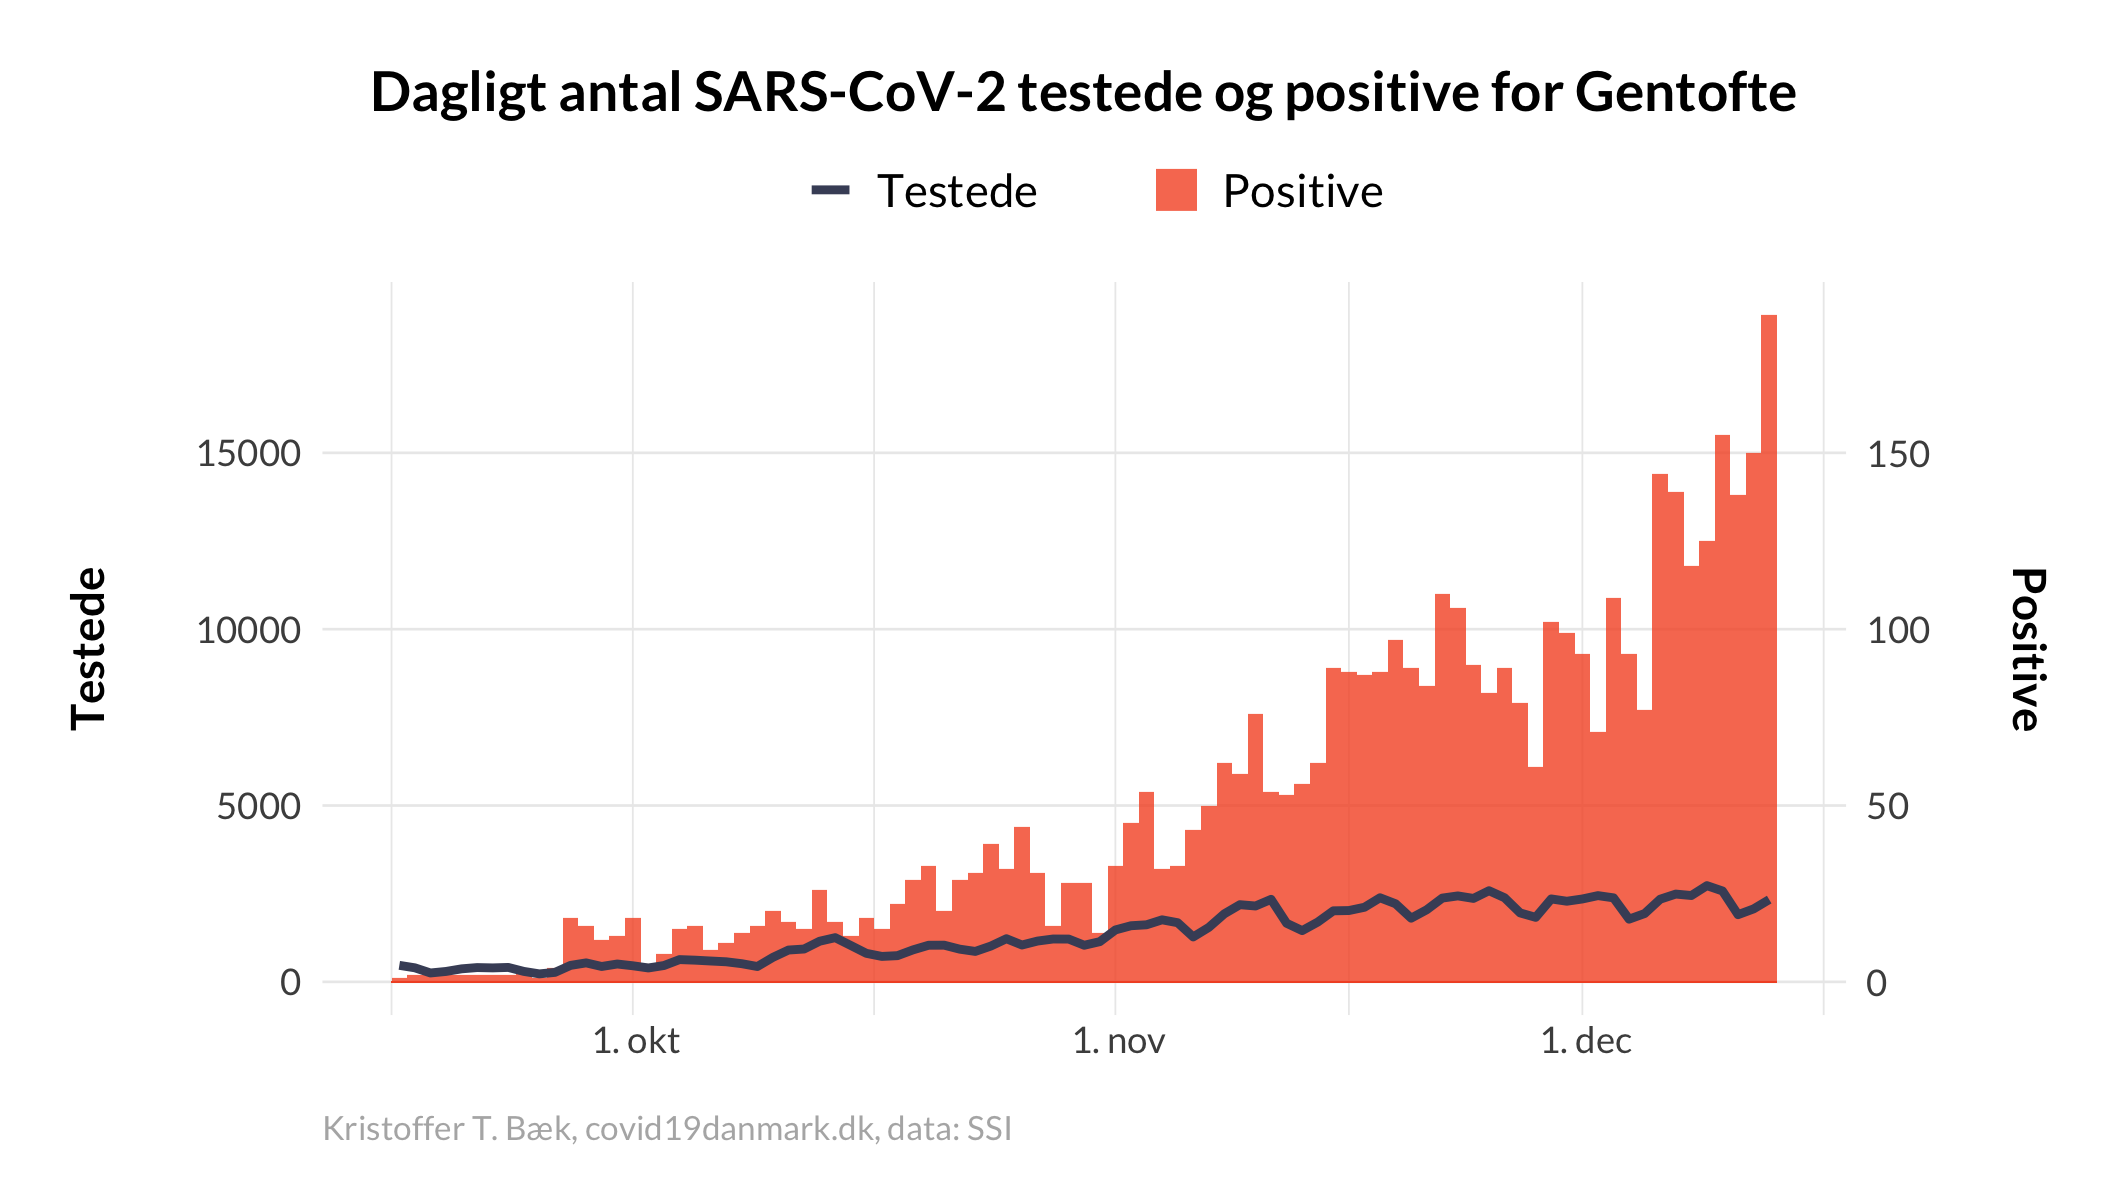 Dagligt antal SARS-CoV-2 testede og positive for Gentofte
Testede
Positive
15000
10000
5000
0
Testede
150
100
50
0
Positive
1. okt
1. nov
1. dec
Kristoffer T. Bæk, covid19danmark.dk, data: SSI